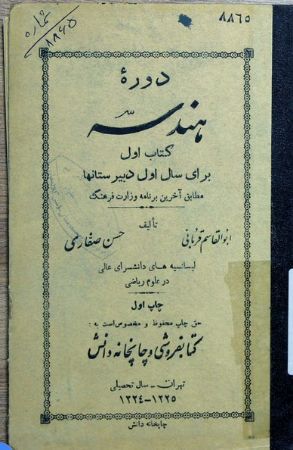 شماره
۸۸۶۵
۸۸۶۵
دورهٔ
هندسه
کتاب اول
برای سال اول دبیرستانها
مطابق آخرین برنامه وزارت فرهنگ
تألیف
ابوالقاسم قربانی حسن صفاری
لیسانسیه های دانشسرای عالی
در علوم ریاضی
چاپ اول
حق چاپ محفوظ و مخصوص است به:
کتابفروشی و چاپخانه دانش
تهران - سال تحصیلی
۱۳۲۴-۱۳۲۵
چاپخانه دانش